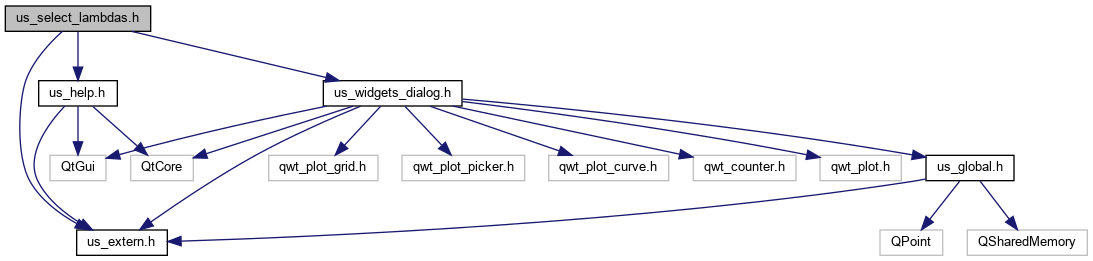 us_select_lambdas.h
us_help.h
us_widgets_dialog.h
QtGui
QtCore
qwt_plot_grid.h
qwt_plot_picker.h
qwt_plot_curve.h
qwt_counter.h
qwt_plot.h
us_global.h
us_extern.h
QPoint
QSharedMemory